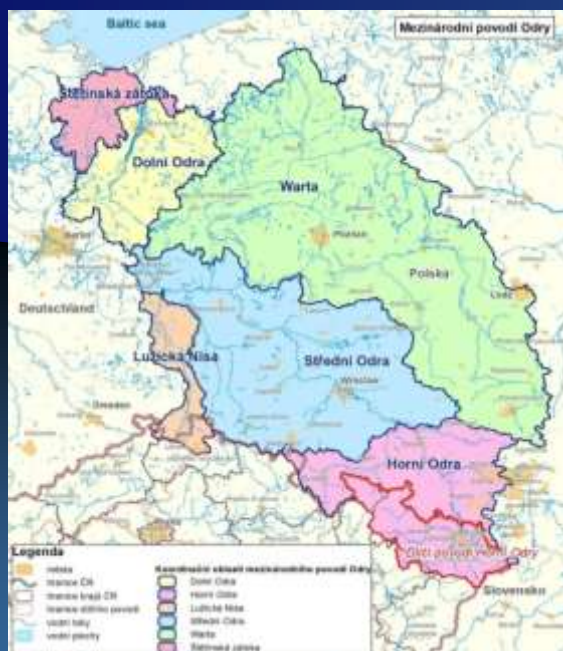 Baltic sea
Mezinárodní povodí Odry
Štětínská zátoka
Dolní Odra
Warta
Poznań
Berlin
Polska
Łódź
Deutschland
Lužická Nisa
Střední Odra
Wrocław
Dresden
Horní Odra
Dílčí povodí Horní Odry
Slovensko
Legenda
města
hranice ČR
hranice krajů ČR
hranice dílčího povodí
vodní toky
vodní plochy
Koordinační oblasti mezinárodního povodí Odry
Dolní Odra
Horní Odra
Lužická Nisa
Střední Odra
Warta
Štětínská zátoka